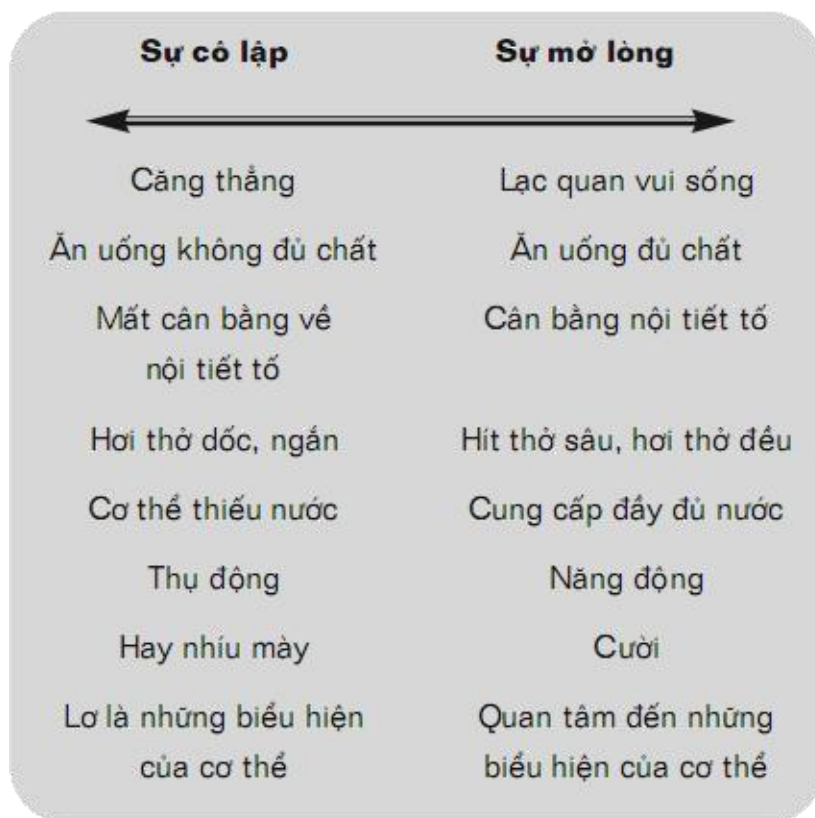 Sự cô lập Sự mở lòng
Căng thẳng Lạc quan vui sống
Ăn uống không đủ chất Ăn uống đủ chất
Mất cân bằng về Cân bằng nội tiết tố
nội tiết tố
Hơi thở dốc, ngắn Hít thở sâu, hơi thở đều
Cơ thể thiếu nước Cung cấp đầy đủ nước
Thụ động Năng động
Hay nhíu mày Cười
Lơ là những biểu hiện Quan tâm đến những
của cơ thể biểu hiện của cơ thể